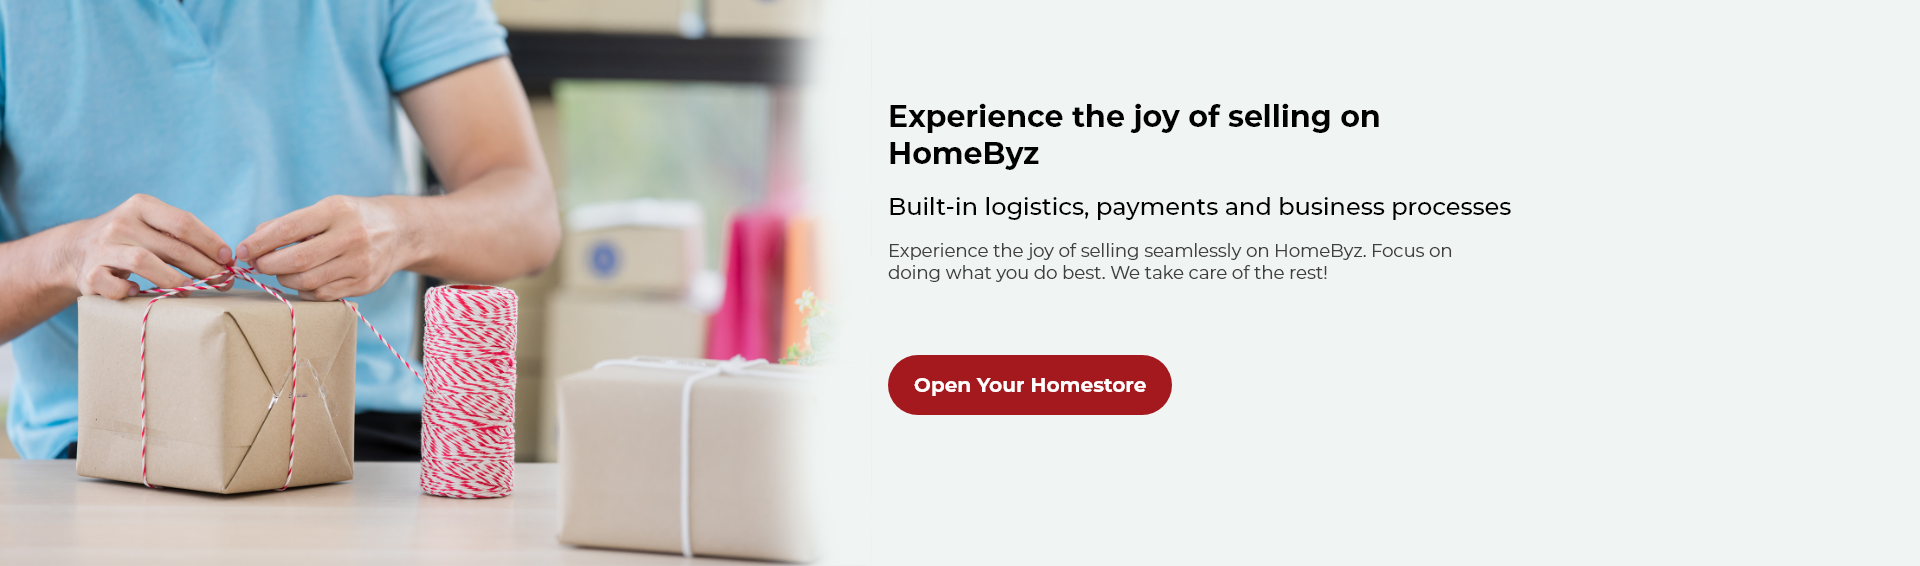 Experience the joy of selling on
HomeByz
Built-in logistics, payments and business processes
Experience the joy of selling seamlessly on HomeByz. Focus on
doing what you do best. We take care of the rest!
Open Your Homestore